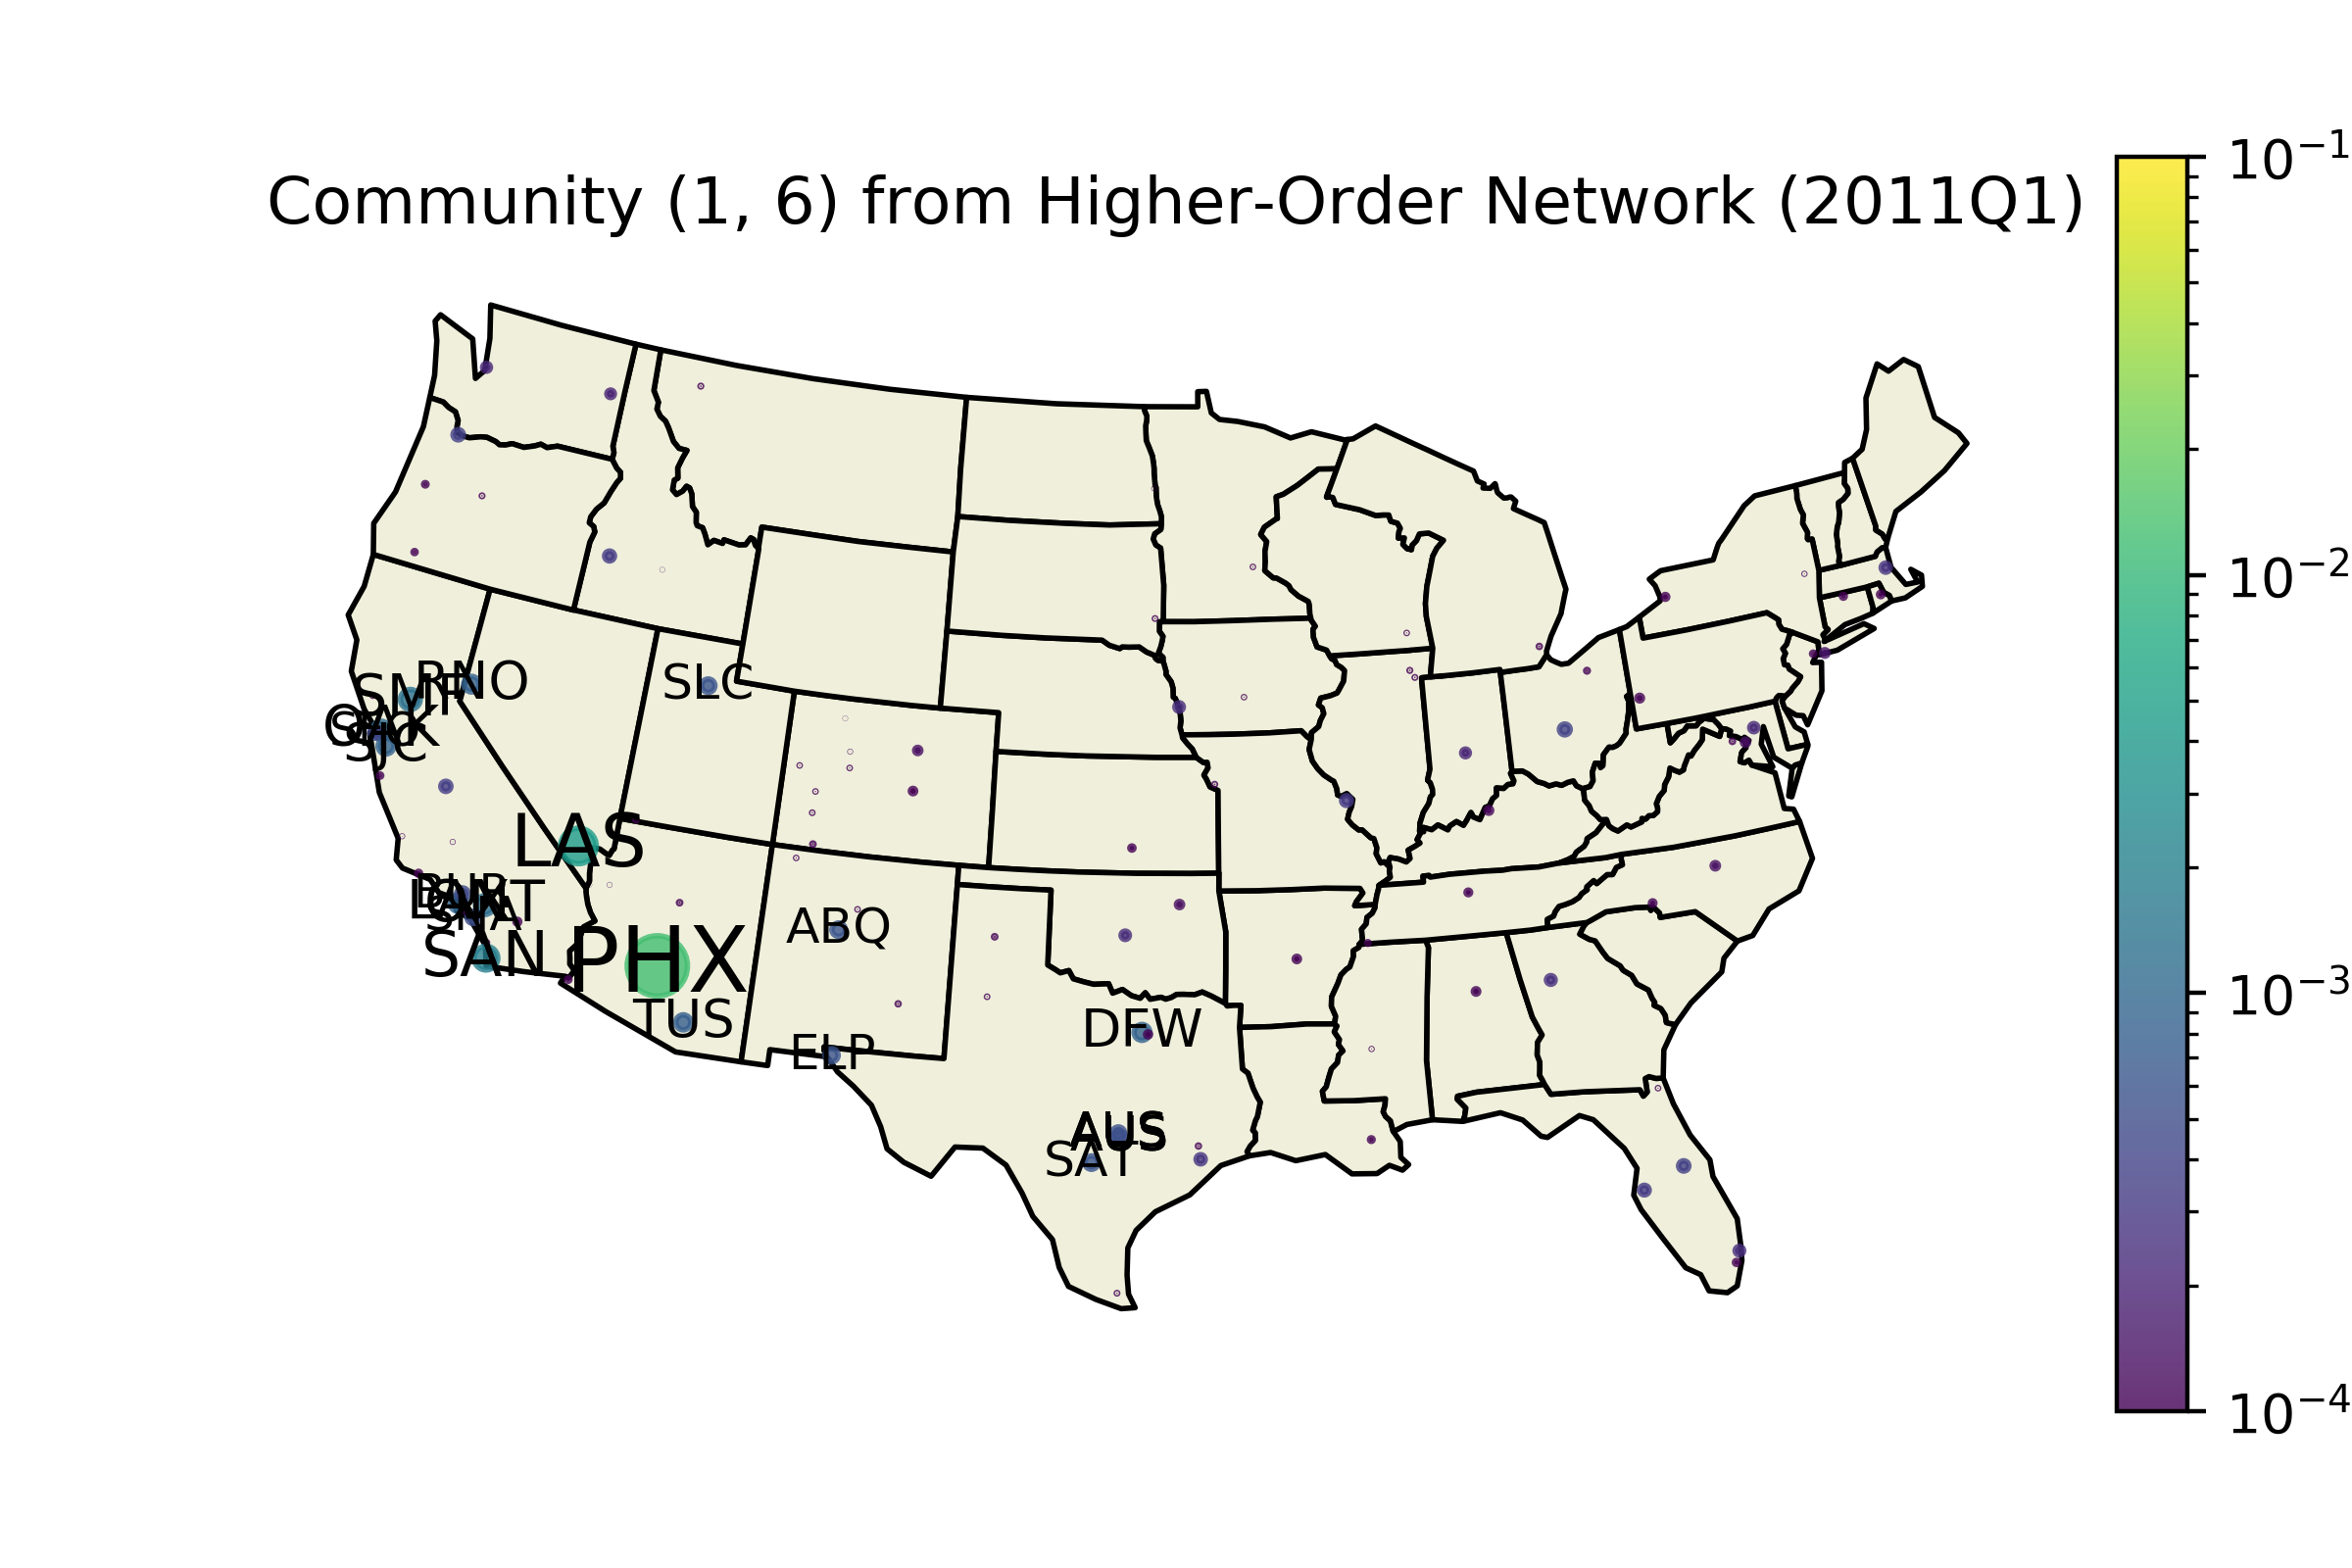 Community (1, 6) from Higher-Order Network (2011Q1)
10⁻¹
10⁻²
10⁻³
10⁻⁴
RNO
SMF
SLC
OAK
SJC
LAS
BUR
LAX
ONT
SNA
SAN
PHX
ABQ
TUS
ELP
DFW
AUS
SAT